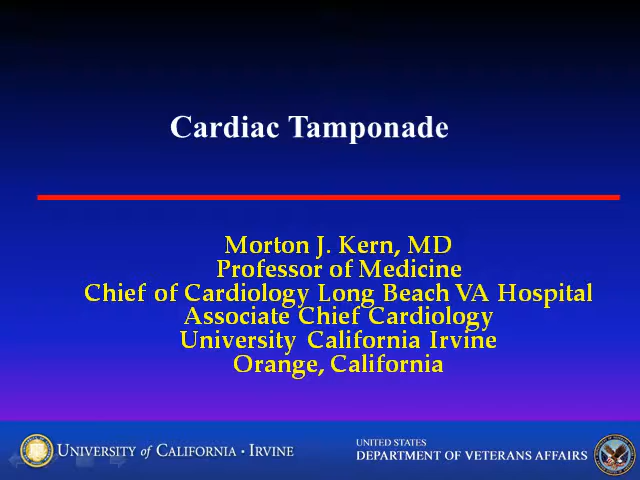 Cardiac Tamponade
Morton J. Kern, MD
Professor of Medicine
Chief of Cardiology Long Beach VA Hospital
Associate Chief Cardiology
University California Irvine
Orange, California
UNIVERSITY of CALIFORNIA • IRVINE
UNITED STATES
DEPARTMENT OF VETERANS AFFAIRS